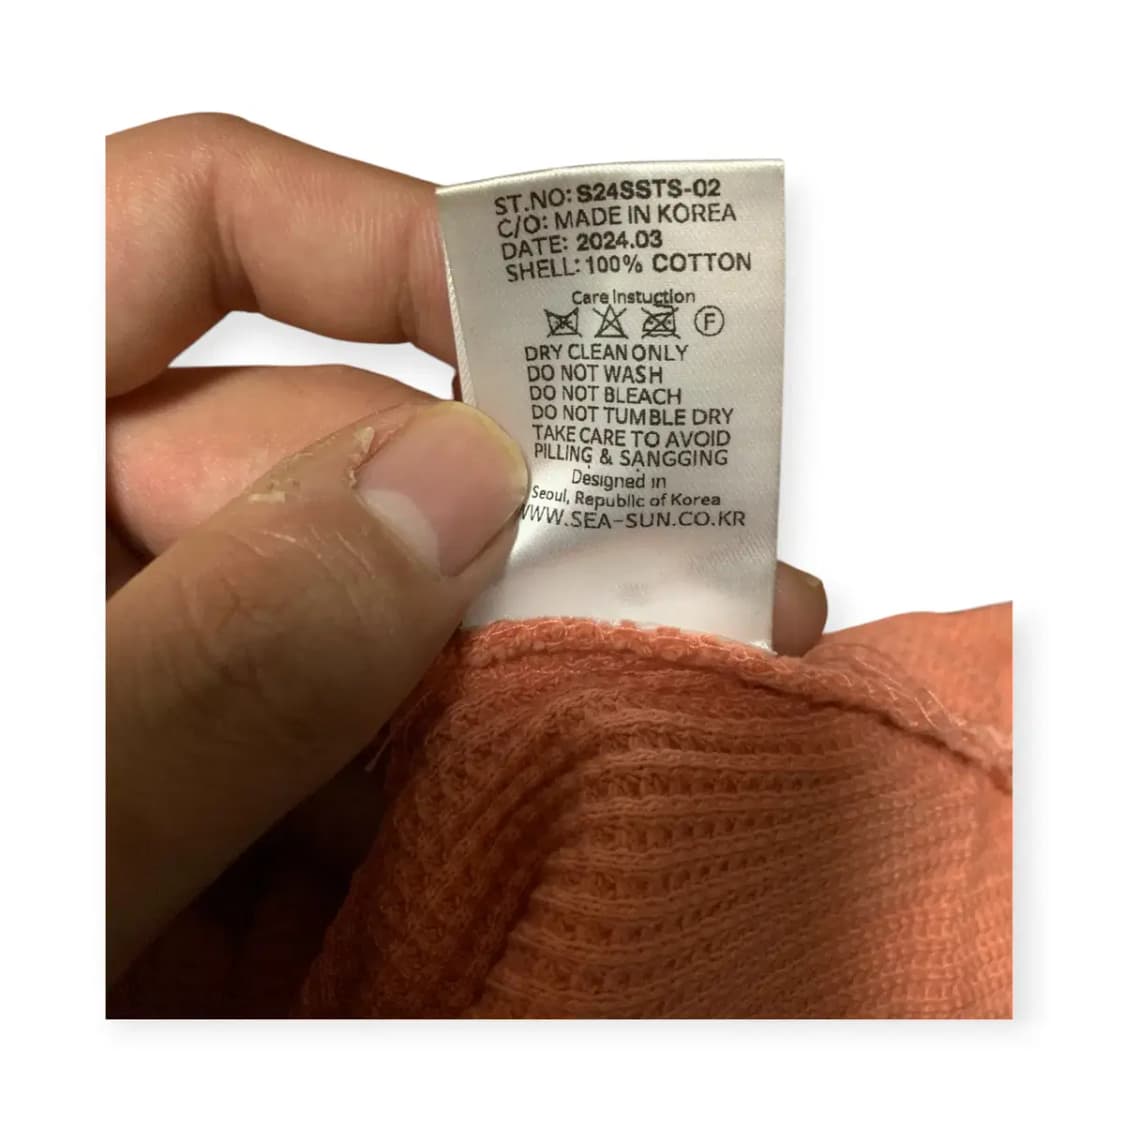 ST.NO: S24SSTS-02
C/O: MADE IN KOREA
DATE: 2024.03
SHELL: 100% COTTON
Care Instuction
F
DRY CLEAN ONLY
DO NOT WASH
DO NOT BLEACH
DO NOT TUMBLE DRY
TAKE CARE TO AVOID
PILLING & SANGGING
Designed in
Seoul, Republic of Korea
WWW.SEA-SUN.CO.KR